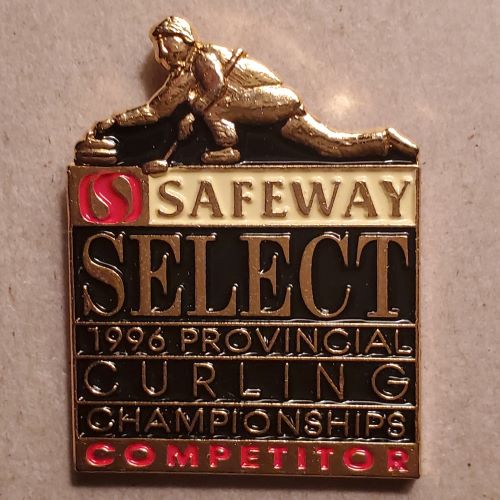 SAFEWAY
SELECT
1996 PROVINCIAL
CURLING
CHAMPIONSHIPS
COMPETITOR